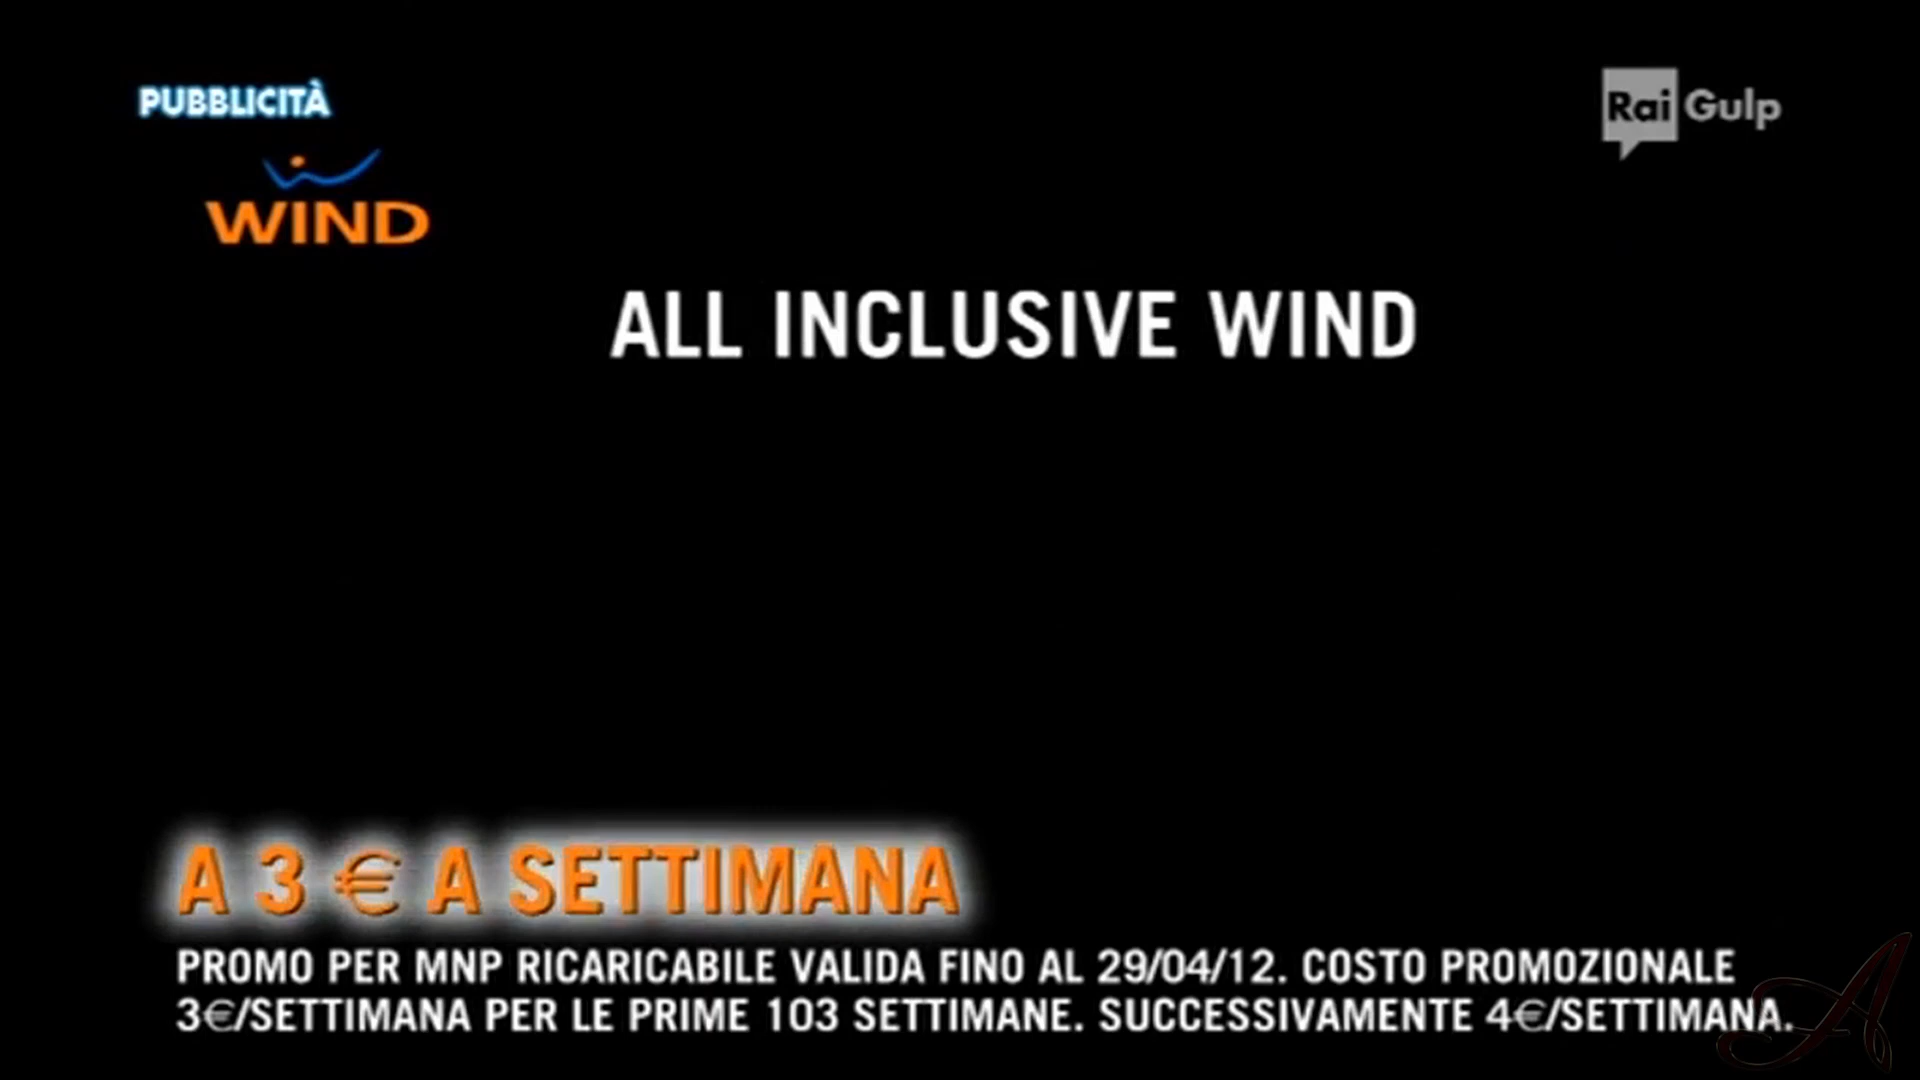 PUBBLICITÀ
Rai Gulp
WIND
ALL INCLUSIVE WIND
A 3 € A SETTIMANA
PROMO PER MNP RICARICABILE VALIDA FINO AL 29/04/12. COSTO PROMOZIONALE
3€/SETTIMANA PER LE PRIME 103 SETTIMANE. SUCCESSIVAMENTE 4€/SETTIMANA.
A